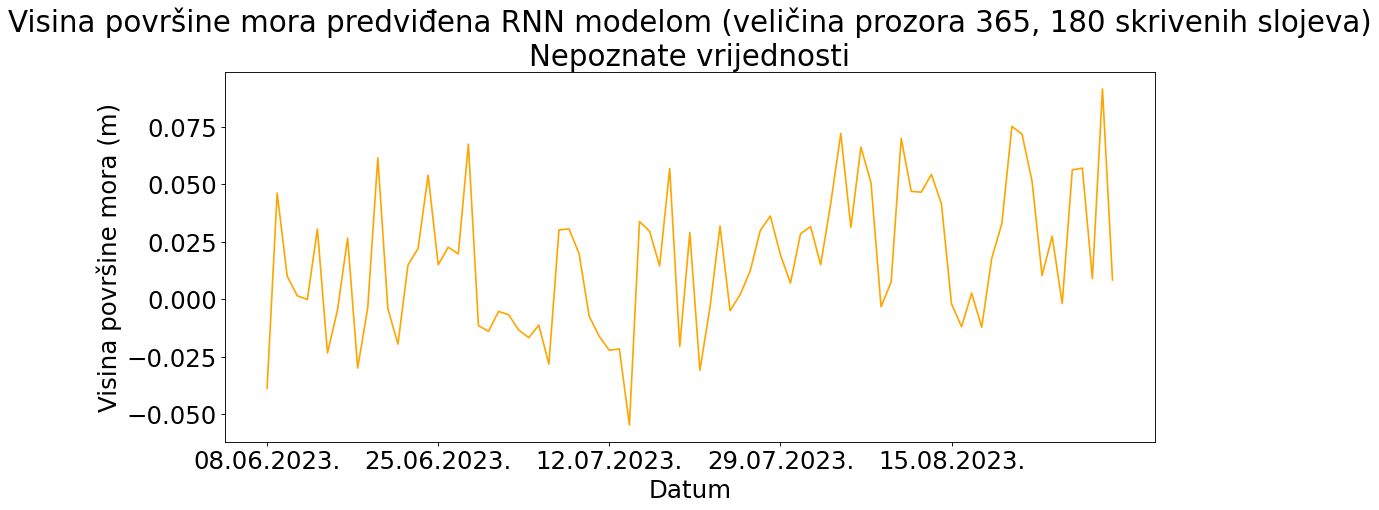 Visina površine mora predviđena RNN modelom (veličina prozora 365, 180 skrivenih slojeva)
Nepoznate vrijednosti
Visina površine mora (m)
0.075
0.050
0.025
0.000
−0.025
−0.050
08.06.2023. 25.06.2023. 12.07.2023. 29.07.2023. 15.08.2023.
Datum